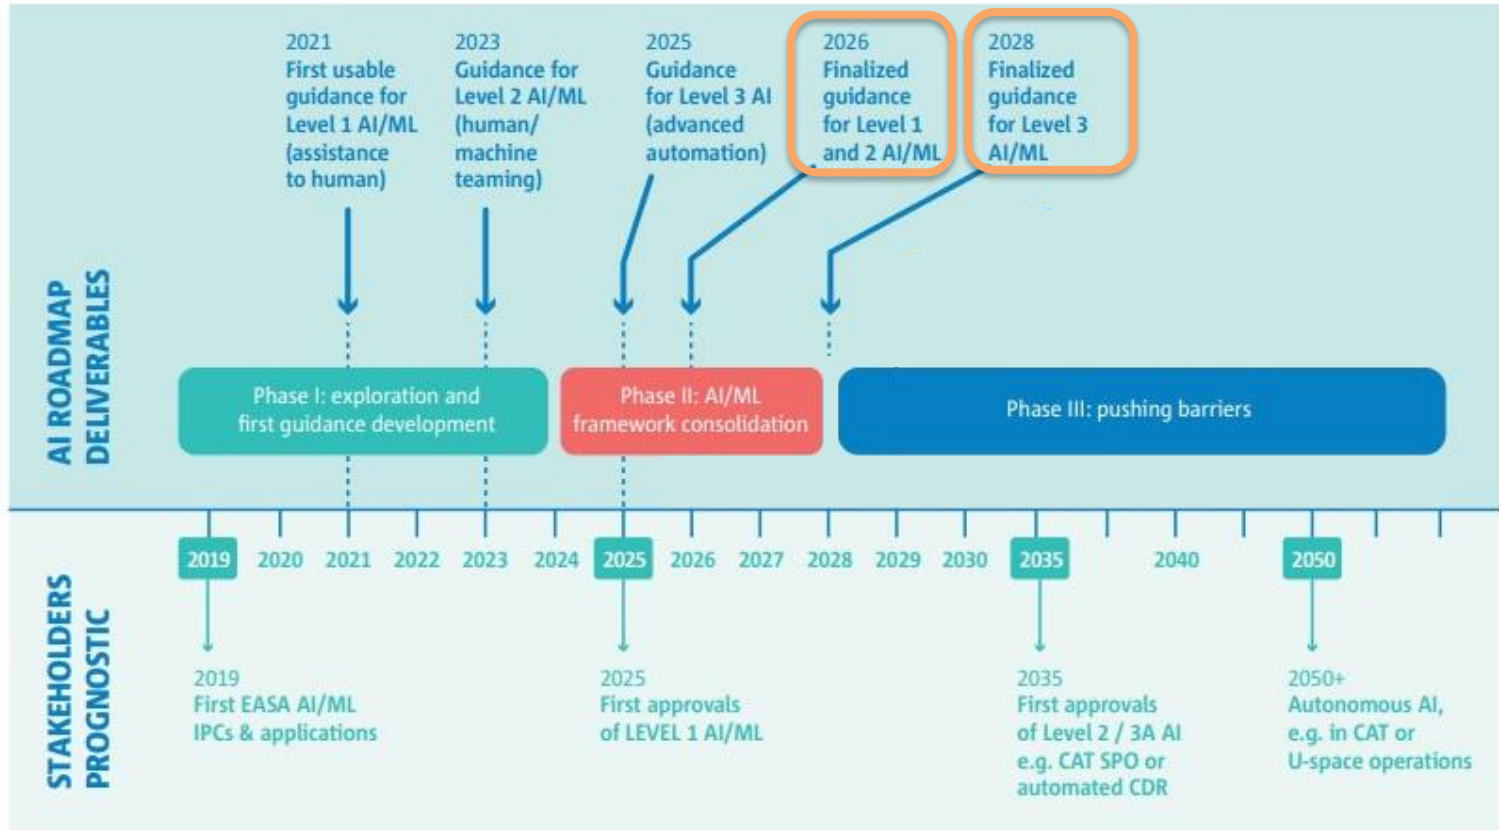 2021
First usable
guidance for
Level 1 AI/ML
(assistance
to human)
2023
Guidance for
Level 2 AI/ML
(human/
machine
teaming)
2025
Guidance
for Level 3 AI
(advanced
automation)
2026
Finalized
guidance
for Level 1
and 2 AI/ML
2028
Finalized
guidance
for Level 3
AI/ML
AI ROADMAP
DELIVERABLES
Phase I: exploration and
first guidance development
Phase II: AI/ML
framework consolidation
Phase III: pushing barriers
2019 2020 2021 2022 2023 2024 2025 2026 2027 2028 2029 2030 2035 2040 2050
STAKEHOLDERS
PROGNOSTIC
2019
First EASA AI/ML
IPCs & applications
2025
First approvals
of LEVEL 1 AI/ML
2035
First approvals
of Level 2 / 3A AI
e.g. CAT SPO or
automated CDR
2050+
Autonomous AI,
e.g. in CAT or
U-space operations